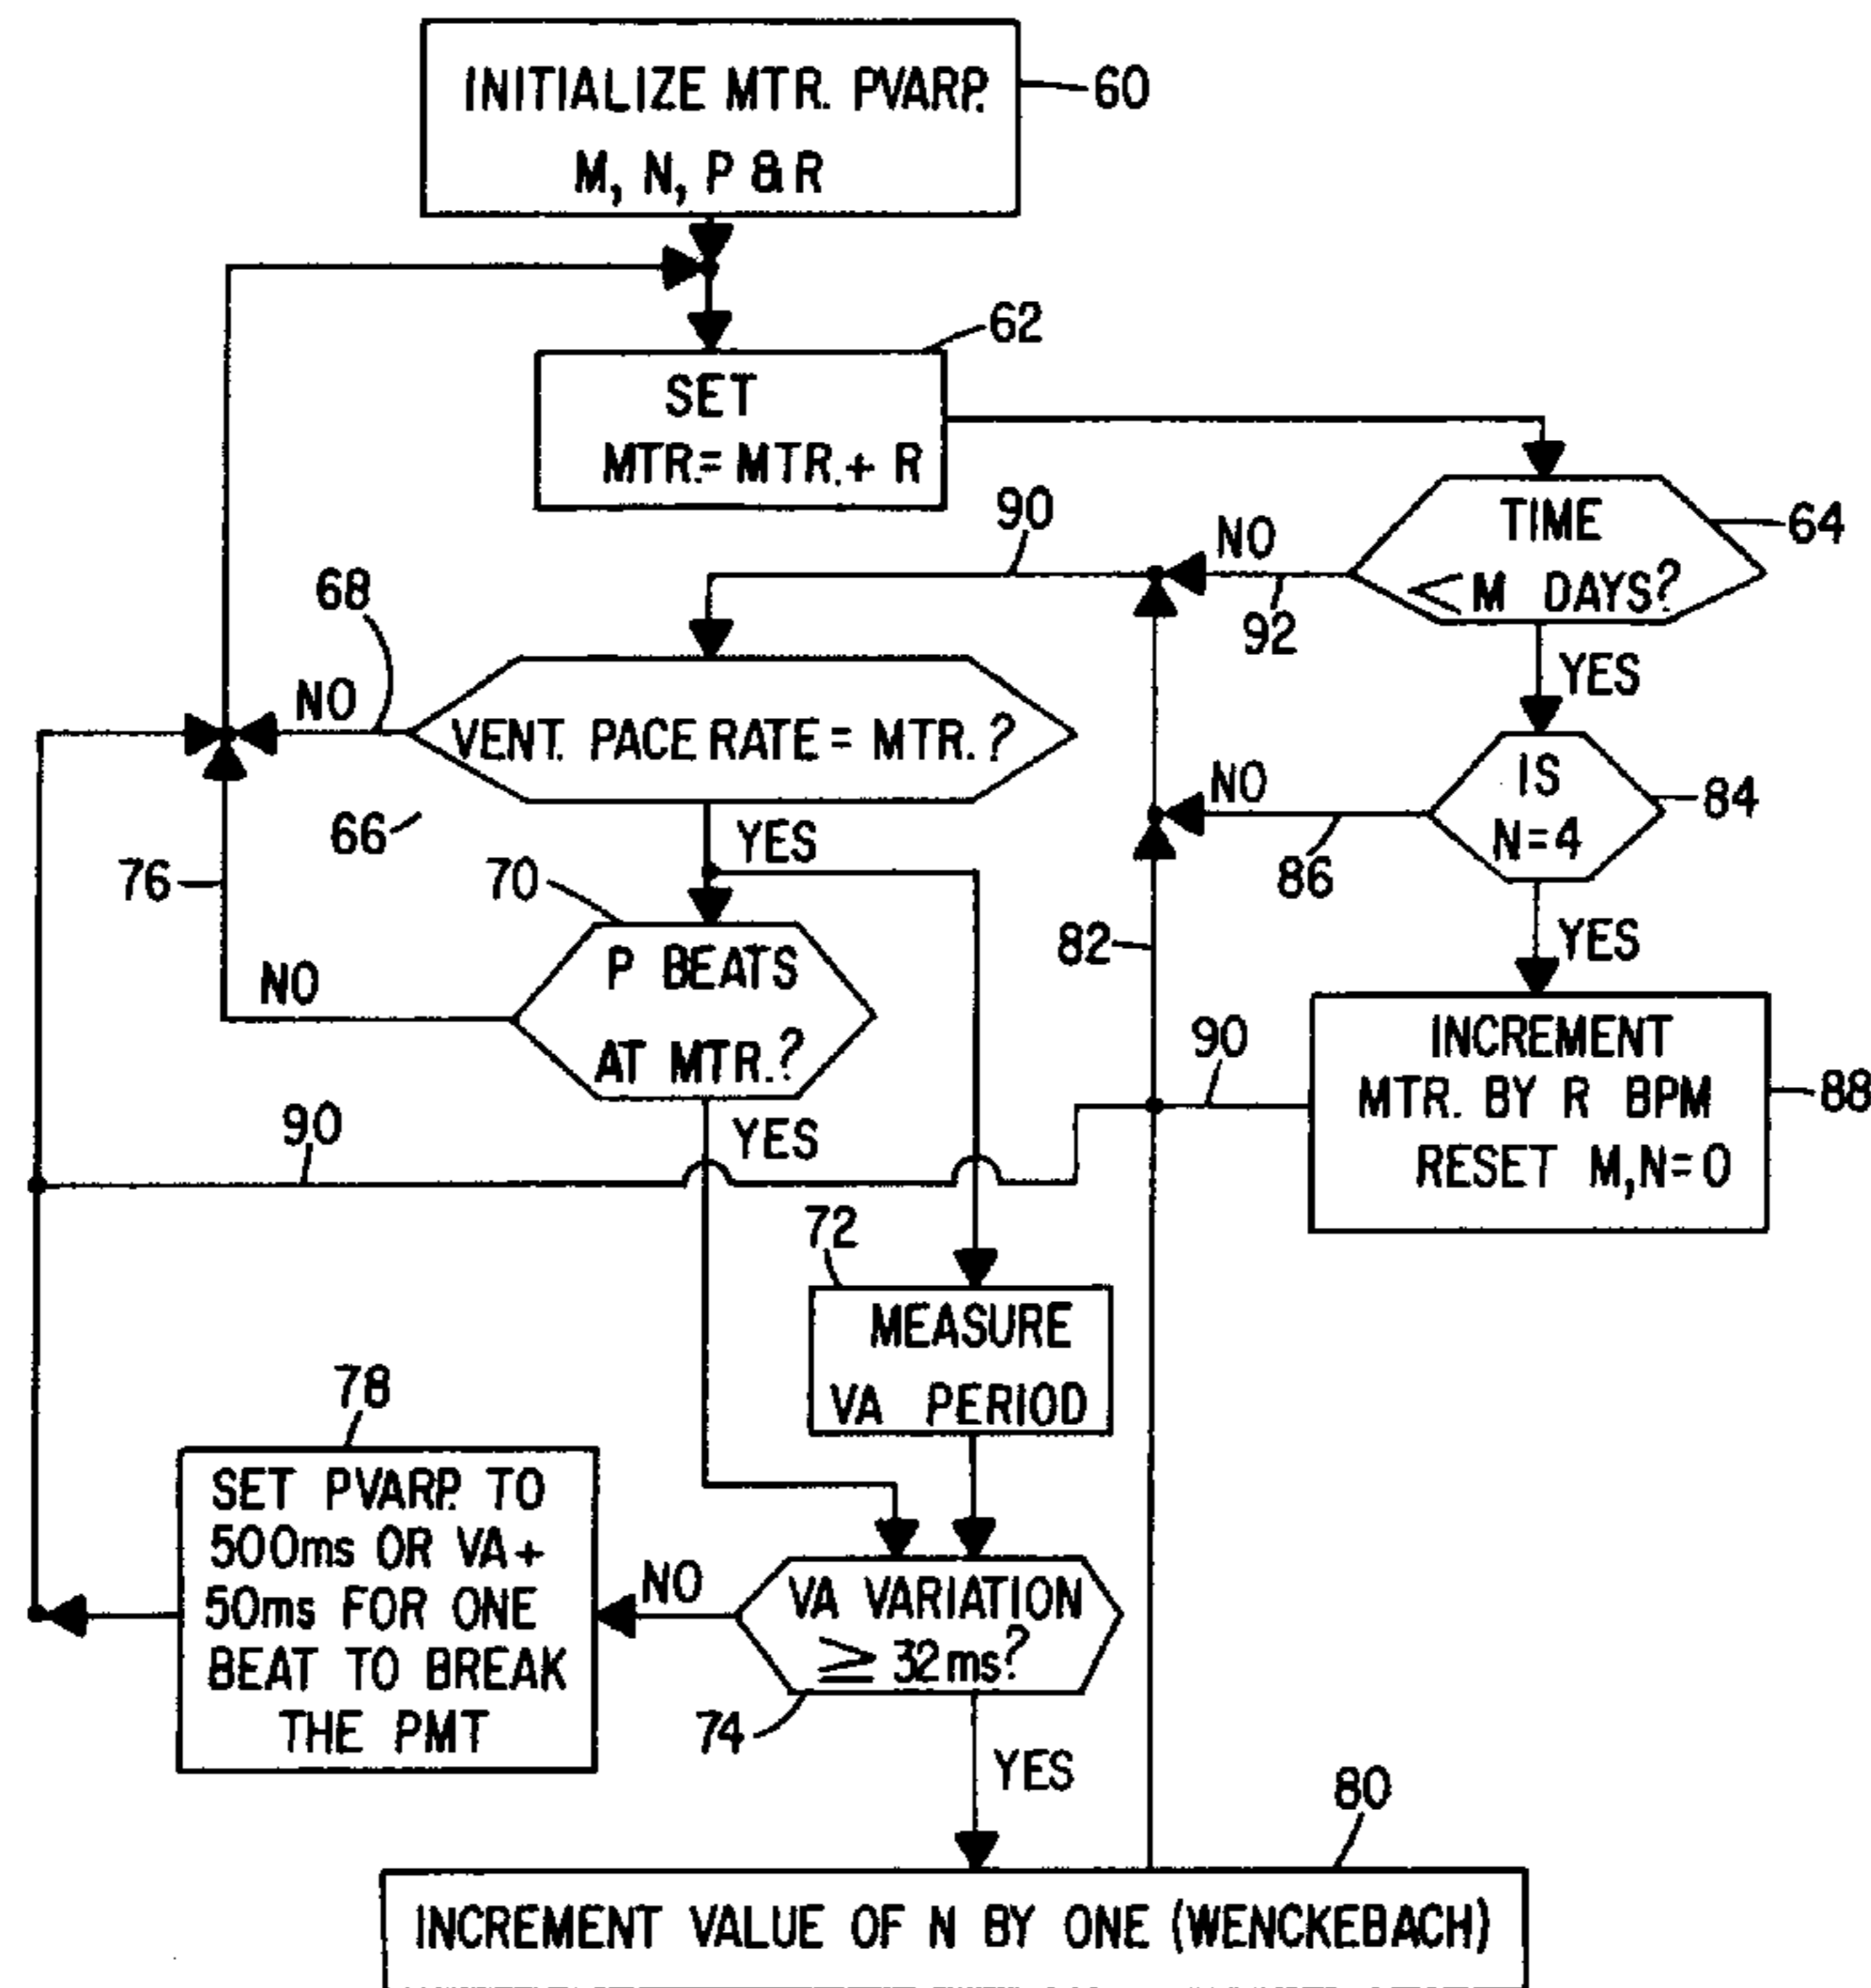 INITIALIZE MTR. PVARP.
M, N, P & R
60
62
SET
MTR.= MTR.+ R
90
NO
TIME
< M DAYS?
64
92
68
YES
NO
VENT. PACE RATE = MTR.?
66
YES
NO
IS
N=4
84
86
76
70
P BEATS
AT MTR.?
NO
82
YES
90
INCREMENT
MTR. BY R BPM
RESET M,N=0
88
90
YES
72
MEASURE
VA PERIOD
78
SET PVARP. TO
500ms OR VA+
50ms FOR ONE
BEAT TO BREAK
THE PMT
NO
VA VARIATION
≥ 32ms?
74
YES
80
INCREMENT VALUE OF N BY ONE (WENCKEBACH)